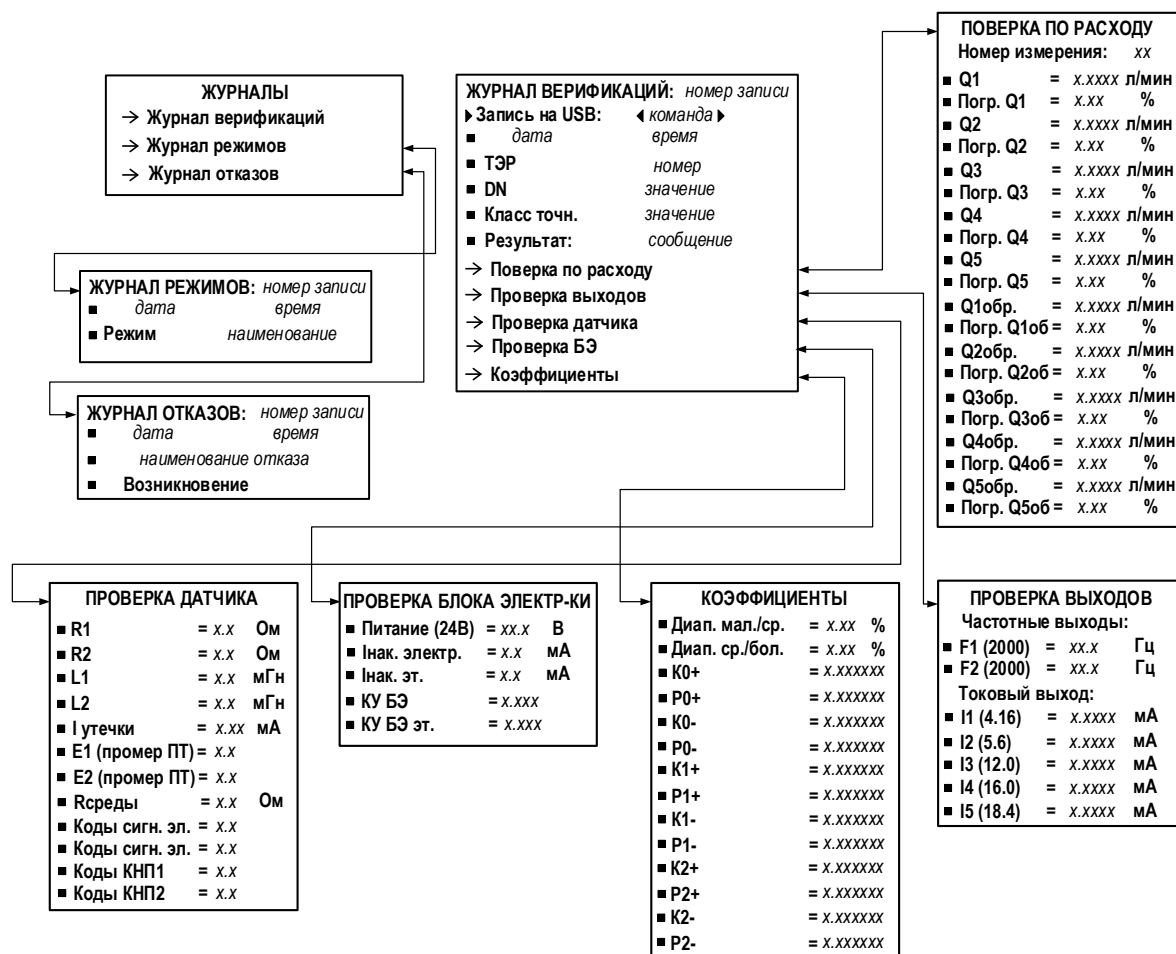 ЖУРНАЛЫ
→ Журнал верификаций
→ Журнал режимов
→ Журнал отказов
ЖУРНАЛ РЕЖИМОВ: номер записи
■ дата время
■ Режим наименование
ЖУРНАЛ ОТКАЗОВ: номер записи
■ дата время
■ наименование отказа
■ Возникновение
ЖУРНАЛ ВЕРИФИКАЦИЙ: номер записи
Запись на USB: команда
■ дата время
■ ТЭР номер
■ DN значение
■ Класс точн. значение
■ Результат: сообщение
→ Поверка по расходу
→ Проверка выходов
→ Проверка датчика
→ Проверка БЭ
→ Коэффициенты
ПОВЕРКА ПО РАСХОДУ
Номер измерения: xx
■ Q1 = x.xxxx л/мин
■ Погр. Q1 = x.xx %
■ Q2 = x.xxxx л/мин
■ Погр. Q2 = x.xx %
■ Q3 = x.xxxx л/мин
■ Погр. Q3 = x.xx %
■ Q4 = x.xxxx л/мин
■ Погр. Q4 = x.xx %
■ Q5 = x.xxxx л/мин
■ Погр. Q5 = x.xx %
■ Q1обр. = x.xxxx л/мин
■ Погр. Q1об = x.xx %
■ Q2обр. = x.xxxx л/мин
■ Погр. Q2об = x.xx %
■ Q3обр. = x.xxxx л/мин
■ Погр. Q3об = x.xx %
■ Q4обр. = x.xxxx л/мин
■ Погр. Q4об = x.xx %
■ Q5обр. = x.xxxx л/мин
■ Погр. Q5об = x.xx %
ПРОВЕРКА ДАТЧИКА
■ R1 = x.x Ом
■ R2 = x.x Ом
■ L1 = x.x мГн
■ L2 = x.x мГн
■ I утечки = x.xx мА
■ E1 (промер ПТ) = x.x
■ E2 (промер ПТ) = x.x
■ Rсреды = x.x Ом
■ Коды сигн. эл. = x.x
■ Коды сигн. эл. = x.x
■ Коды КНП1 = x.x
■ Коды КНП2 = x.x
ПРОВЕРКА БЛОКА ЭЛЕКТР-КИ
■ Питание (24В) = xx.x В
■ Iнак. электр. = x.x мА
■ Iнак. эт. = x.x мА
■ КУ БЭ = x.xxx
■ КУ БЭ эт. = x.xxx
КОЭФФИЦИЕНТЫ
■ Диап. мал./ср. = x.xx %
■ Диап. ср./бол. = x.xx %
■ K0+ = x.xxxxxx
■ P0+ = x.xxxxxx
■ K0- = x.xxxxxx
■ P0- = x.xxxxxx
■ K1+ = x.xxxxxx
■ P1+ = x.xxxxxx
■ K1- = x.xxxxxx
■ P1- = x.xxxxxx
■ K2+ = x.xxxxxx
■ P2+ = x.xxxxxx
■ K2- = x.xxxxxx
■ P2- = x.xxxxxx
ПРОВЕРКА ВЫХОДОВ
Частотные выходы:
■ F1 (2000) = xx.x Гц
■ F2 (2000) = xx.x Гц
Токовый выход:
■ I1 (4.16) = x.xxxx мА
■ I2 (5.6) = x.xxxx мА
■ I3 (12.0) = x.xxxx мА
■ I4 (16.0) = x.xxxx мА
■ I5 (18.4) = x.xxxx мА